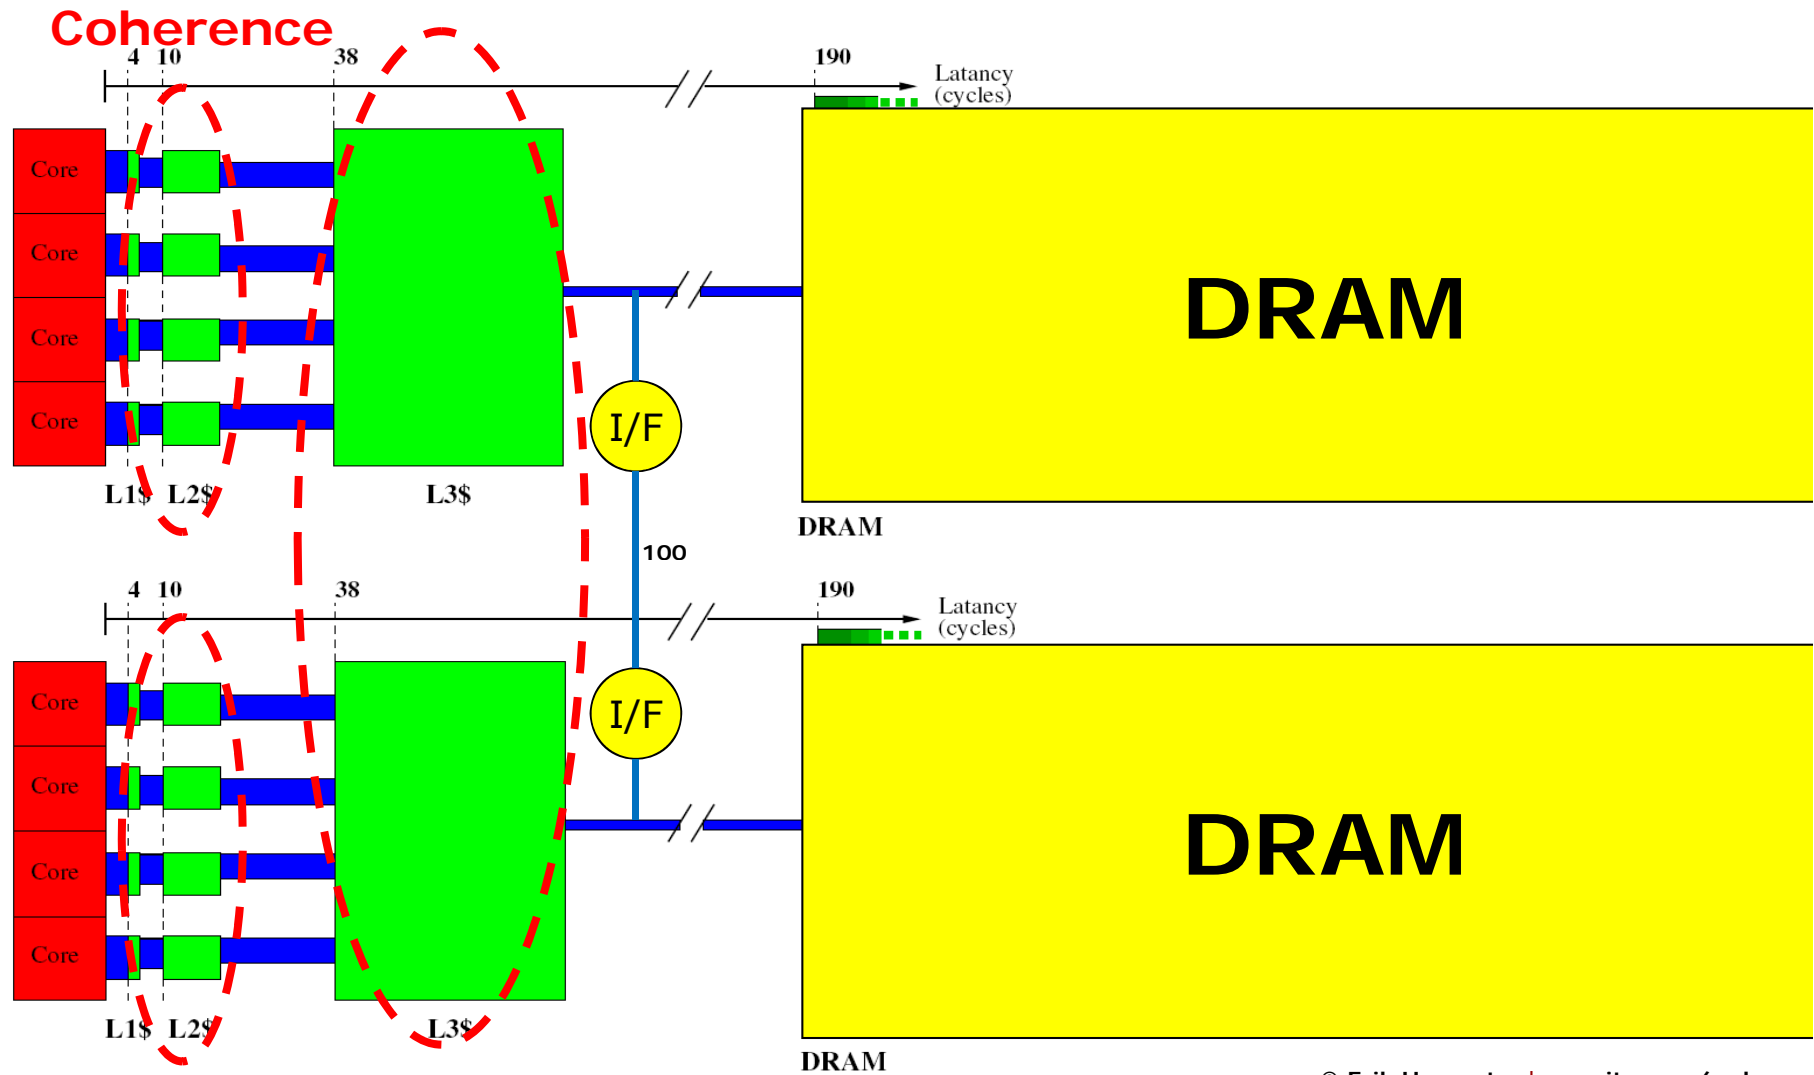 Coherence
4 10 38 190
Latancy
(cycles)
Core
Core
Core
Core
DRAM
I/F
L1$ L2$ L3$
DRAM
100
4 10 38 190
Latancy
(cycles)
I/F
Core
Core
Core
Core
DRAM
L1$ L2$ L3$
DRAM